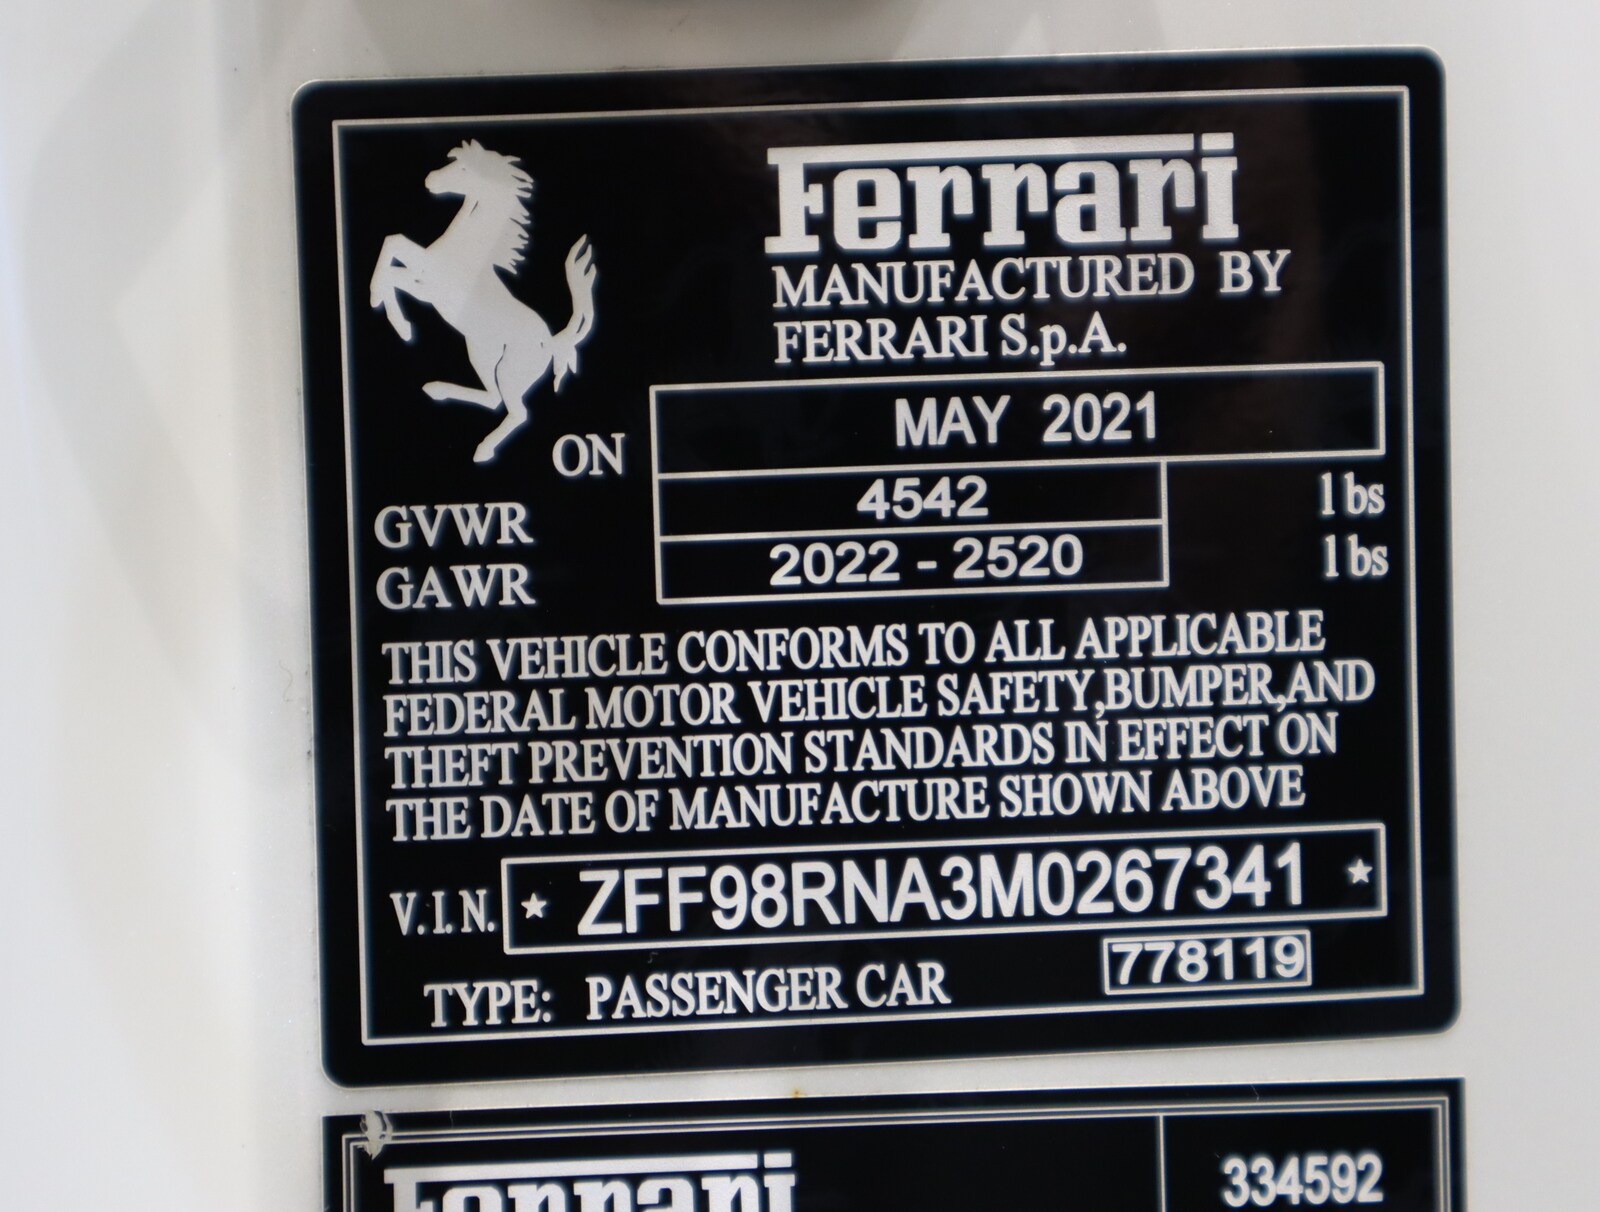 Ferrari
MANUFACTURED BY
FERRARI S.p.A.
ON MAY 2021
GVWR 4542 lbs
GAWR 2022 - 2520 lbs
THIS VEHICLE CONFORMS TO ALL APPLICABLE
FEDERAL MOTOR VEHICLE SAFETY,BUMPER,AND
THEFT PREVENTION STANDARDS IN EFFECT ON
THE DATE OF MANUFACTURE SHOWN ABOVE
V.I.N. ★ ZFF98RNA3M0267341 ★
TYPE: PASSENGER CAR 778119
Ferrari 334592